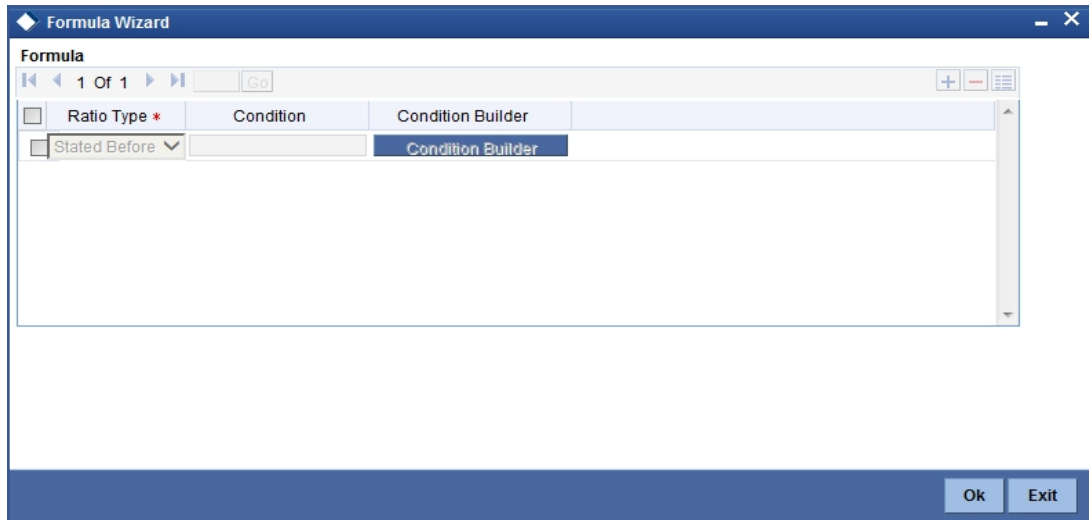 Formula Wizard
Formula
1 Of 1 Go
Ratio Type * Condition Condition Builder
Stated Before Condition Builder
Ok Exit